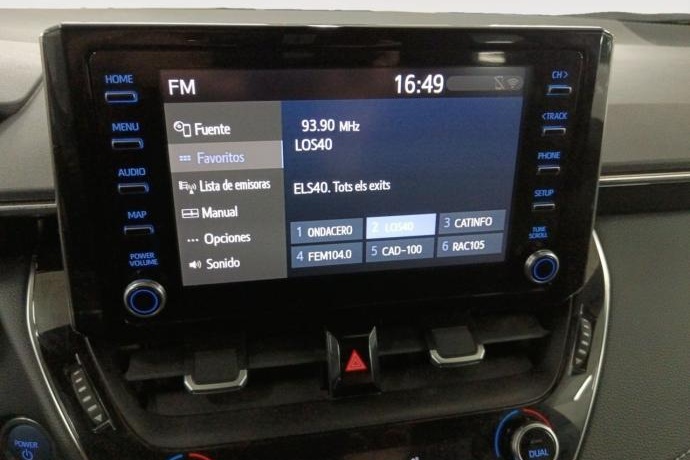 HOME
MENU
AUDIO
MAP
POWER
VOLUME
FM
16:49
Fuente
Favoritos
Lista de emisoras
Manual
Opciones
Sonido
93.90 MHz
LOS40
ELS40. Tots els exits
1 ONDACERO
2 LOS40
3 CATINFO
4 FEM104.0
5 CAD-100
6 RAC105
CH>
<TRACK
PHONE
SETUP
TUNE
SCROLL
POWER
DUAL